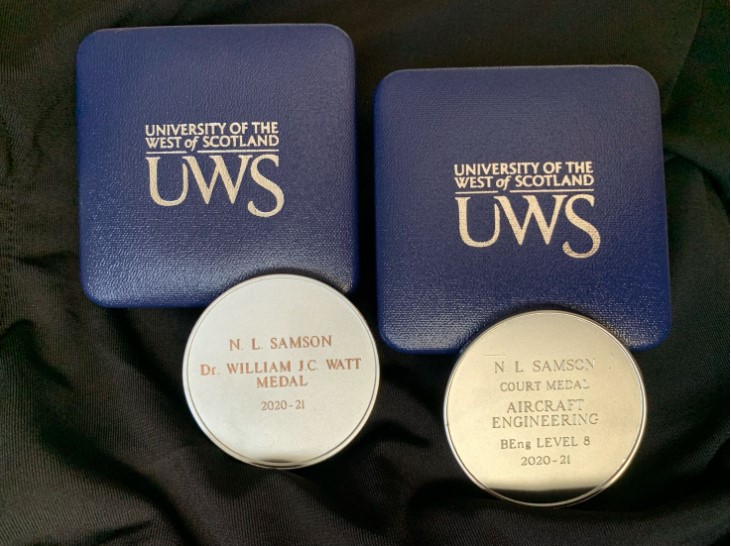 UNIVERSITY OF THE
WEST of SCOTLAND
UWS
UNIVERSITY OF THE
WEST of SCOTLAND
UWS
N. L. SAMSON
Dr. WILLIAM J.C. WATT
MEDAL
2020-21
N L SAMSON
COURT MEDAL
AIRCRAFT
ENGINEERING
BEng LEVEL 8
2020-21